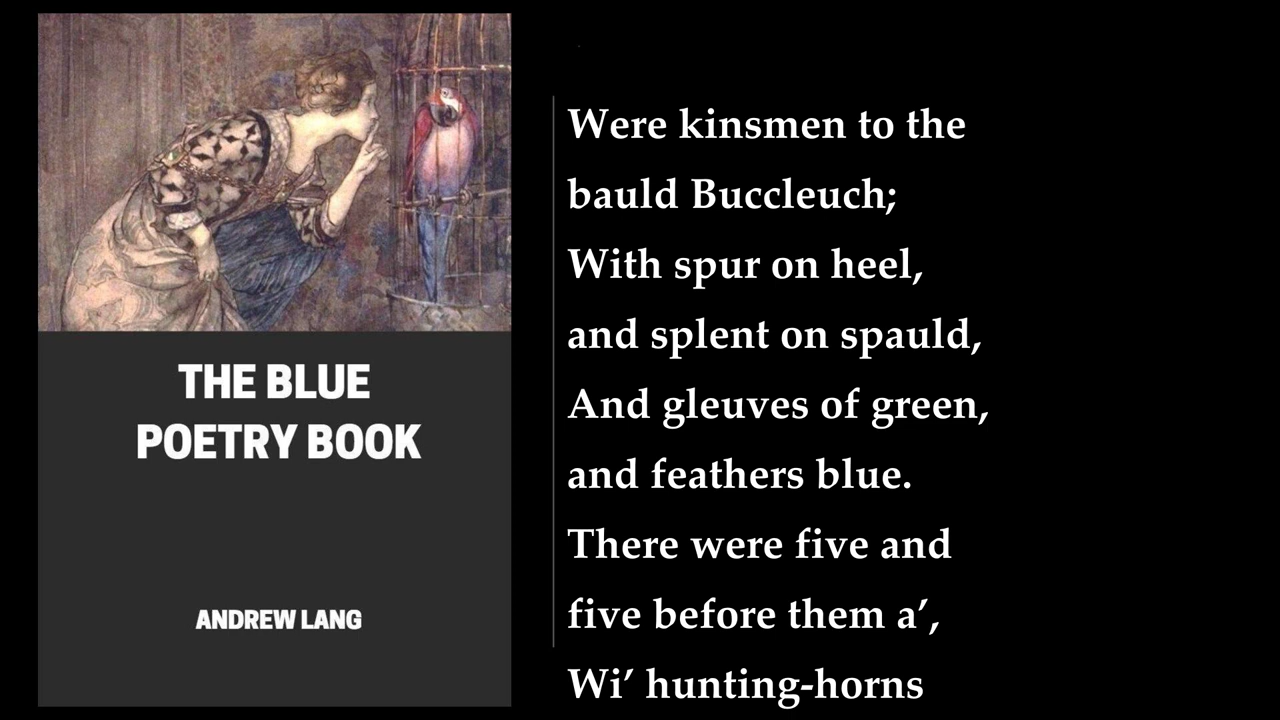 THE BLUE
POETRY BOOK
ANDREW LANG
Were kinsmen to the
bauld Buccleuch;
With spur on heel,
and splent on spauld,
And gleuves of green,
and feathers blue.
There were five and
five before them a’,
Wi’ hunting-horns